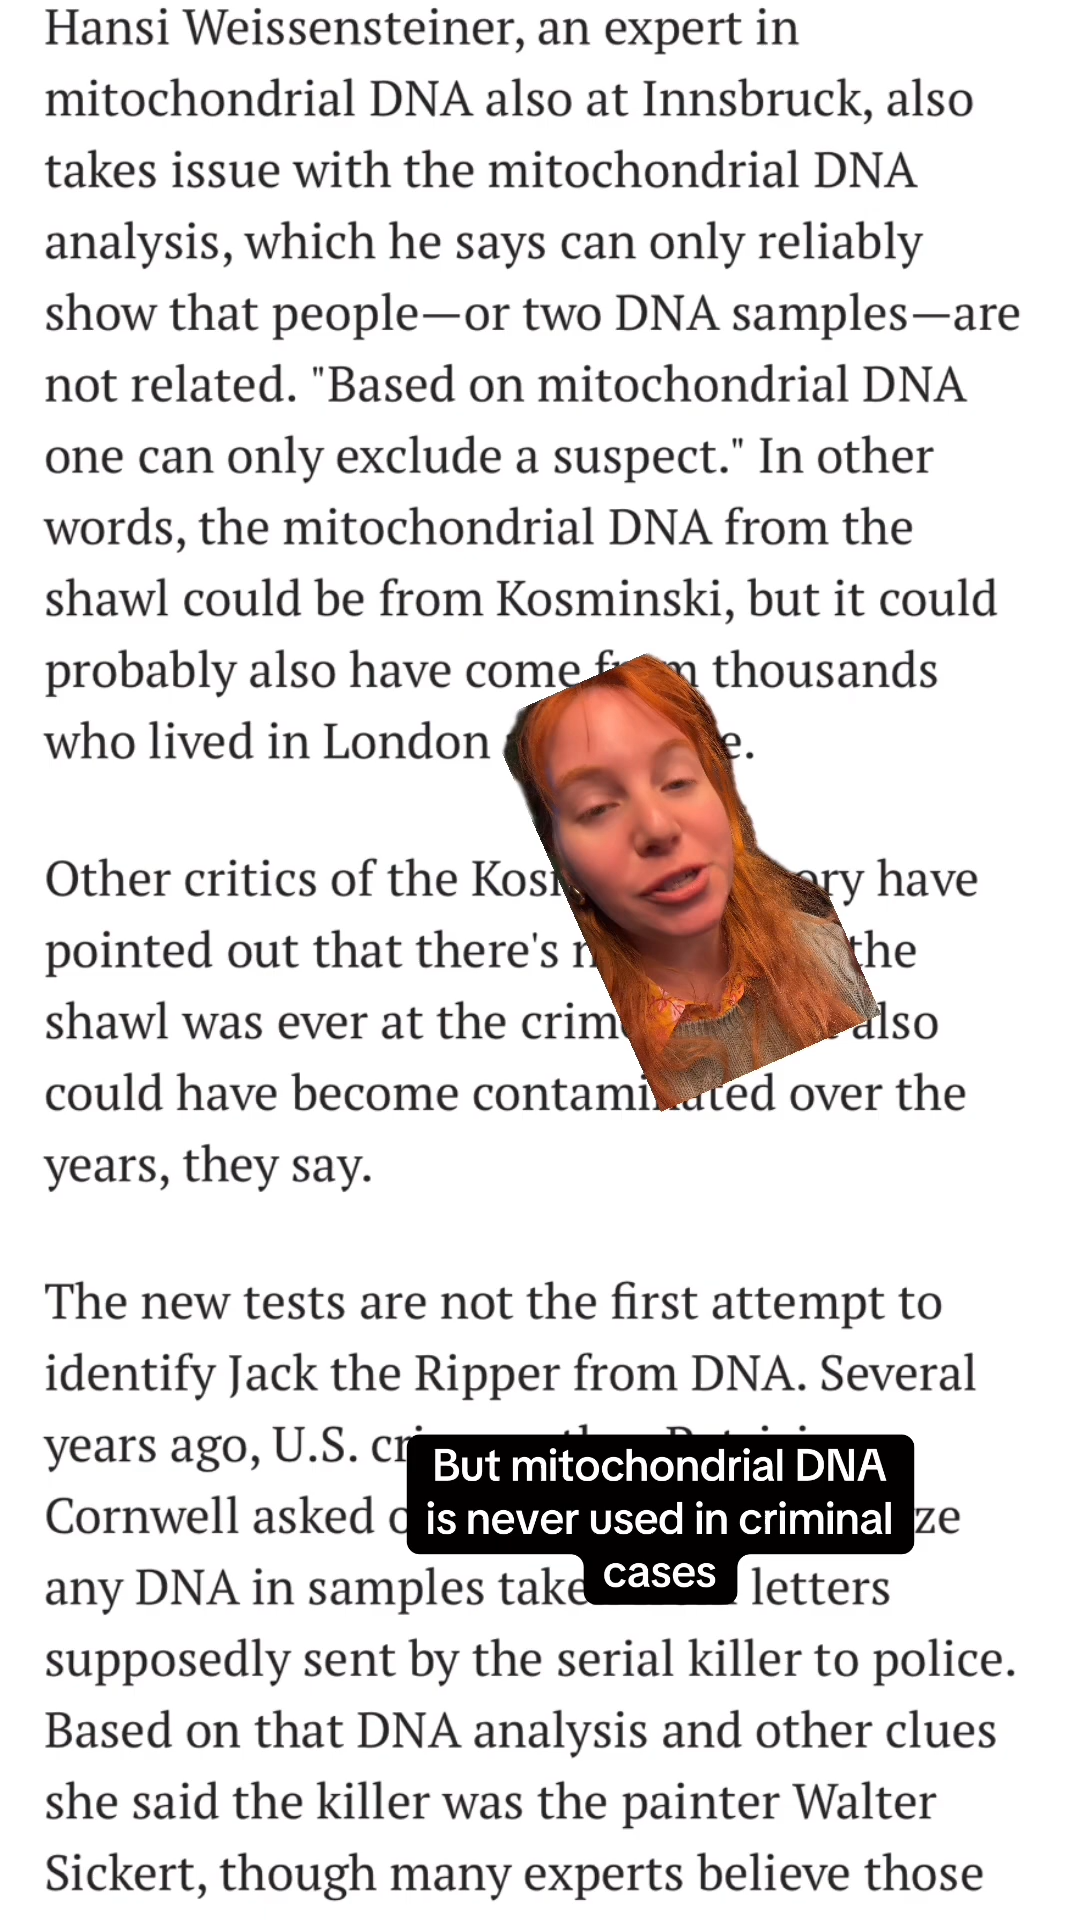 Hansi Weissensteiner, an expert in
mitochondrial DNA also at Innsbruck, also
takes issue with the mitochondrial DNA
analysis, which he says can only reliably
show that people—or two DNA samples—are
not related. "Based on mitochondrial DNA
one can only exclude a suspect." In other
words, the mitochondrial DNA from the
shawl could be from Kosminski, but it could
probably also have come from thousands
who lived in London
Other critics of the have
pointed out that there's the
shawl was ever at the also
could have become contaminated over the
years, they say.
The new tests are not the first attempt to
identify Jack the Ripper from DNA. Several
years ago, U.S.
Cornwell asked
any DNA in samples letters
supposedly sent by the serial killer to police.
Based on that DNA analysis and other clues
she said the killer was the painter Walter
Sickert, though many experts believe those
But mitochondrial DNA
is never used in criminal
cases